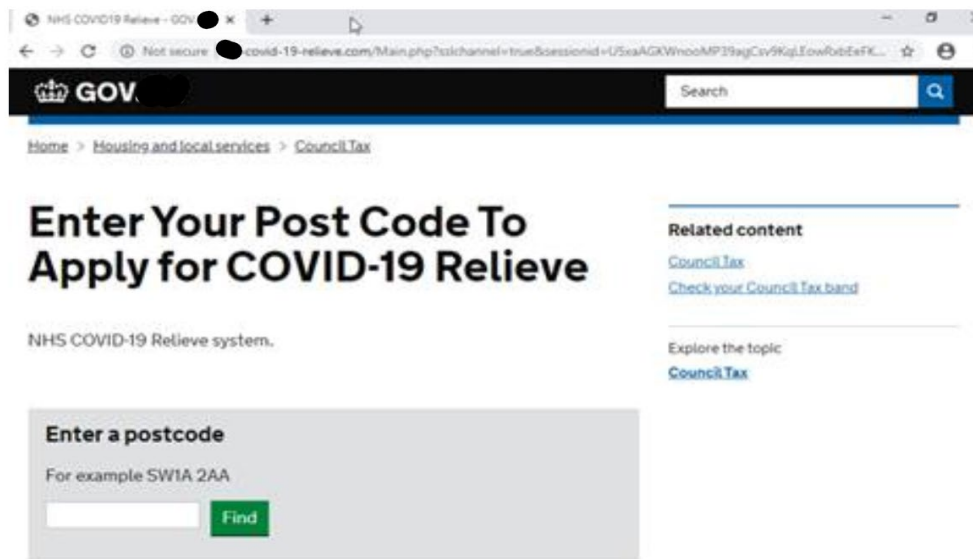 NHS COVID19 Relieve - GOV.
Not secure covid-19-relieve.com/Main.php?sslchannel=true&sessionid=
GOV.
Search
Home > Housing and local services > Council Tax
Enter Your Post Code To
Apply for COVID-19 Relieve
Related content
Council Tax
Check your Council Tax band
NHS COVID-19 Relieve system.
Explore the topic
Council Tax
Enter a postcode
For example SW1A 2AA
Find